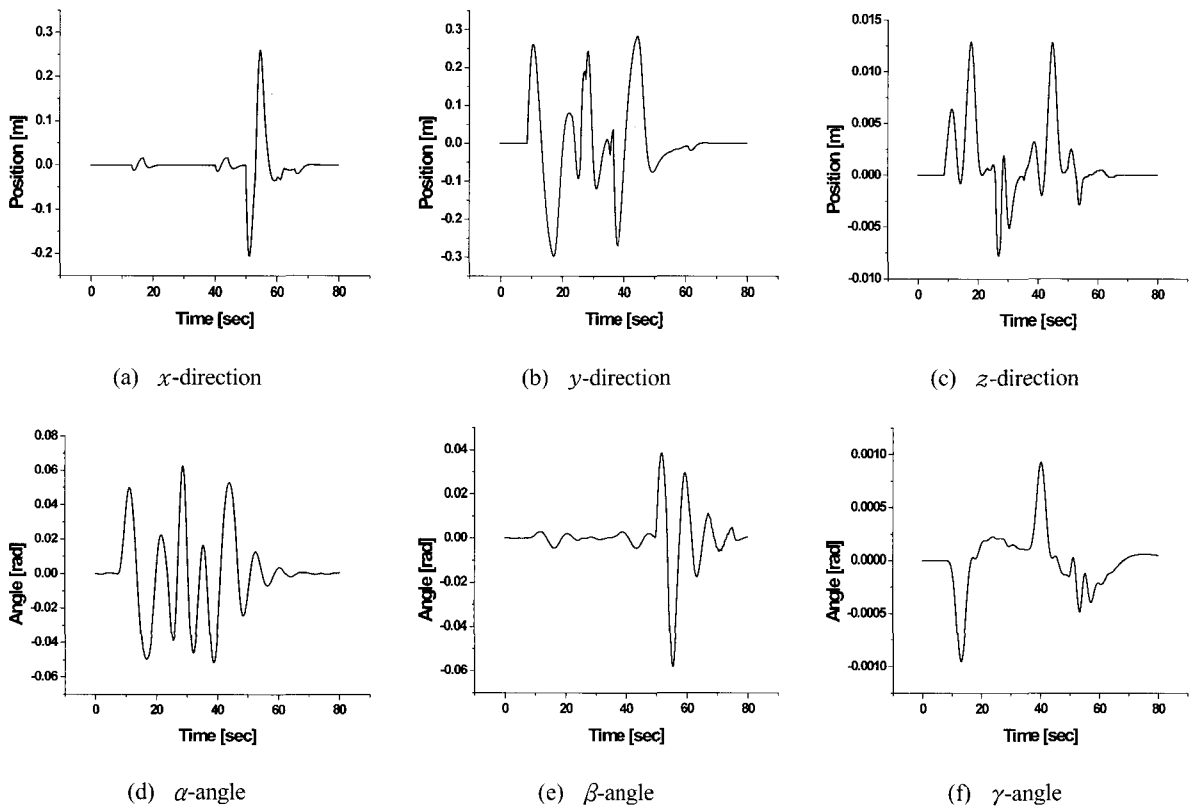 0.3
0.2
0.1
0.0
-0.1
-0.2
Position [m]
0 20 40 60 80
Time [sec]
(a) x-direction
0.3
0.2
0.1
0.0
-0.1
-0.2
-0.3
Position [m]
0 20 40 60 80
Time [sec]
(b) y-direction
0.015
0.010
0.005
0.000
-0.005
-0.010
Position [m]
0 20 40 60 80
Time [sec]
(c) z-direction
0.08
0.06
0.04
0.02
0.00
-0.02
-0.04
-0.06
Angle [rad]
0 20 40 60 80
Time [sec]
(d) α-angle
0.04
0.02
0.00
-0.02
-0.04
-0.06
Angle [rad]
0 20 40 60 80
Time [sec]
(e) β-angle
0.0010
0.0005
0.0000
-0.0005
-0.0010
Angle [rad]
0 20 40 60 80
Time [sec]
(f) γ-angle